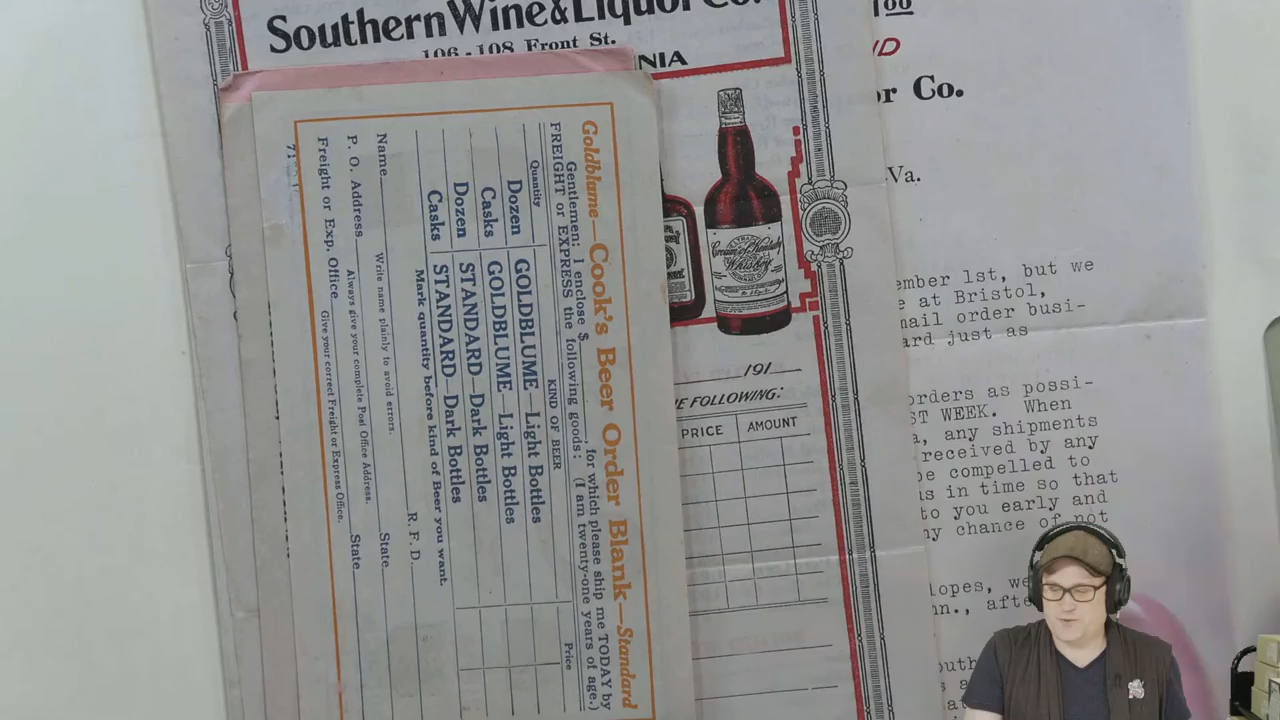 Southern Wine & Liquor Co.
106-108 Front St.
NIA
Crown of Kentucky
Whiskey
191
E FOLLOWING:
PRICE AMOUNT
Goldblume—Cook's Beer Order Blank—Standard
Gentlemen: I enclose $ for which please ship me TODAY by
FREIGHT or EXPRESS the following goods: (I am twenty-one years of age.)
Quantity KIND OF BEER Price
Dozen GOLDBLUME—Light Bottles
Casks GOLDBLUME—Light Bottles
Dozen STANDARD—Dark Bottles
Casks STANDARD—Dark Bottles
Mark quantity before kind of Beer you want.
R. F. D.
Name State
Write name plainly to avoid errors.
P. O. Address State
Always give your complete Post Office Address.
Freight or Exp. Office
Give your correct Freight or Express Office.
or Co.
Va.
ember 1st, but we
e at Bristol,
mail order busi-
ard just as
orders as possi-
ST WEEK. When
a, any shipments
received by any
be compelled to
us in time so that
to you early and
ny chance of not
lopes, we
nn., afte
outh